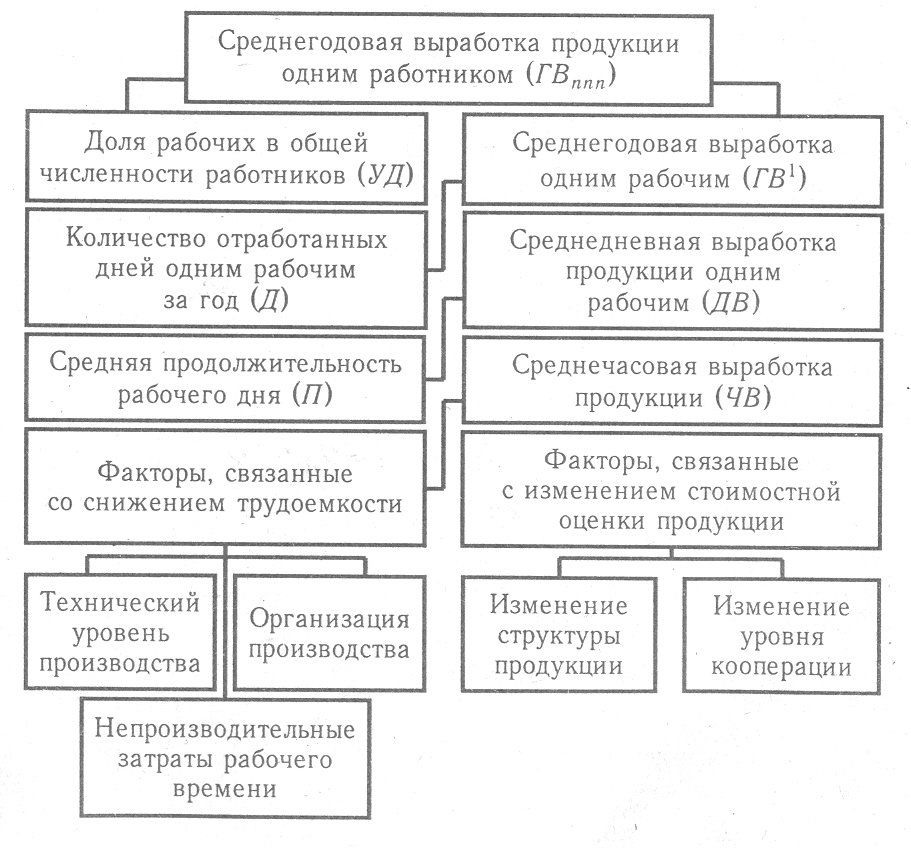 Среднегодовая выработка продукции
одним работником (ГВппп)
Доля рабочих в общей
численности работников (УД)
Среднегодовая выработка
одним рабочим (ГВ¹)
Количество отработанных
дней одним рабочим
за год (Д)
Среднедневная выработка
продукции одним
рабочим (ДВ)
Средняя продолжительность
рабочего дня (П)
Среднечасовая выработка
продукции (ЧВ)
Факторы, связанные
со снижением трудоемкости
Факторы, связанные
с изменением стоимостной
оценки продукции
Технический
уровень
производства
Организация
производства
Изменение
структуры
продукции
Изменение
уровня
кооперации
Непроизводительные
затраты рабочего
времени